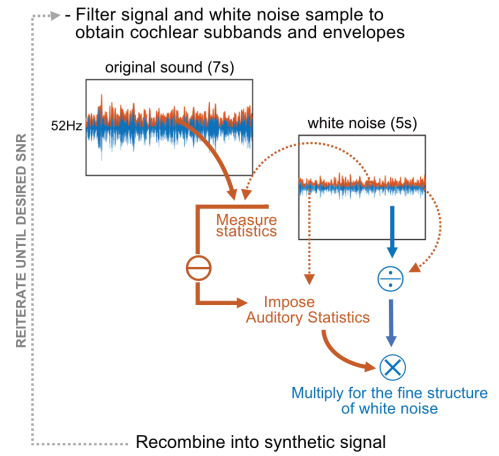 - Filter signal and white noise sample to
obtain cochlear subbands and envelopes
original sound (7s)
52Hz
white noise (5s)
Measure
statistics
Impose
Auditory Statistics
Multiply for the fine structure
of white noise
Recombine into synthetic signal
REITERATE UNTIL DESIRED SNR